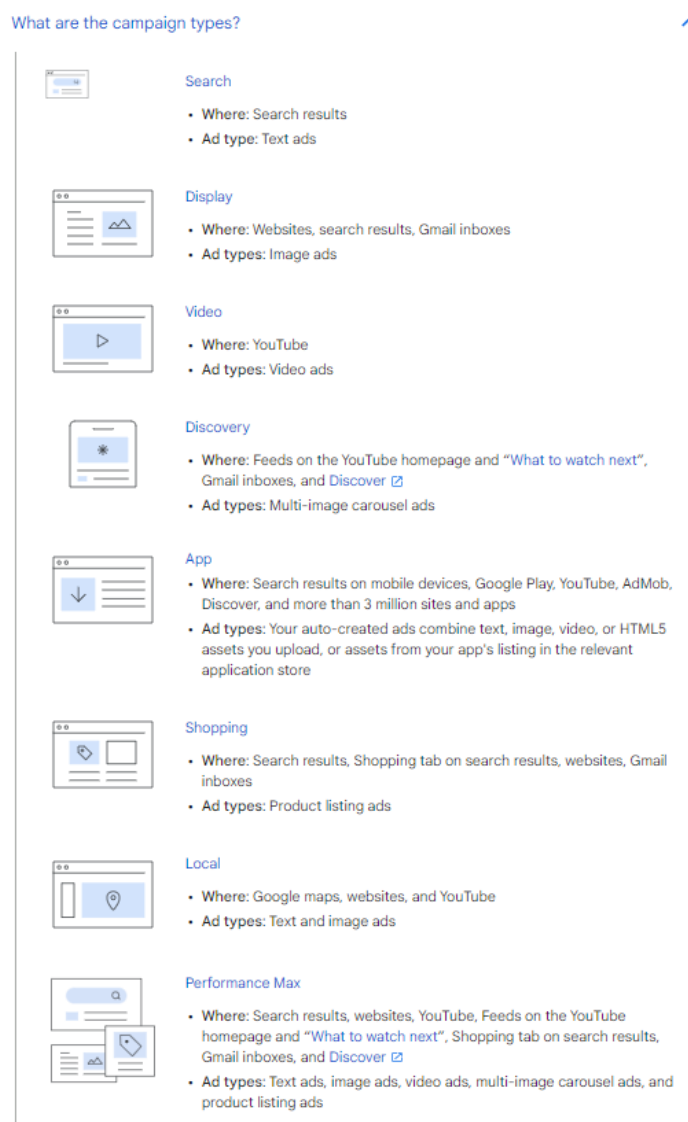 What are the campaign types?
Search
• Where: Search results
• Ad type: Text ads
Display
• Where: Websites, search results, Gmail inboxes
• Ad types: Image ads
Video
• Where: YouTube
• Ad types: Video ads
Discovery
• Where: Feeds on the YouTube homepage and “What to watch next”,
Gmail inboxes, and Discover
• Ad types: Multi-image carousel ads
App
• Where: Search results on mobile devices, Google Play, YouTube, AdMob,
Discover, and more than 3 million sites and apps
• Ad types: Your auto-created ads combine text, image, video, or HTML5
assets you upload, or assets from your app's listing in the relevant
application store
Shopping
• Where: Search results, Shopping tab on search results, websites, Gmail
inboxes
• Ad types: Product listing ads
Local
• Where: Google maps, websites, and YouTube
• Ad types: Text and image ads
Performance Max
• Where: Search results, websites, YouTube, Feeds on the YouTube
homepage and “What to watch next”, Shopping tab on search results,
Gmail inboxes, and Discover
• Ad types: Text ads, image ads, video ads, multi-image carousel ads, and
product listing ads